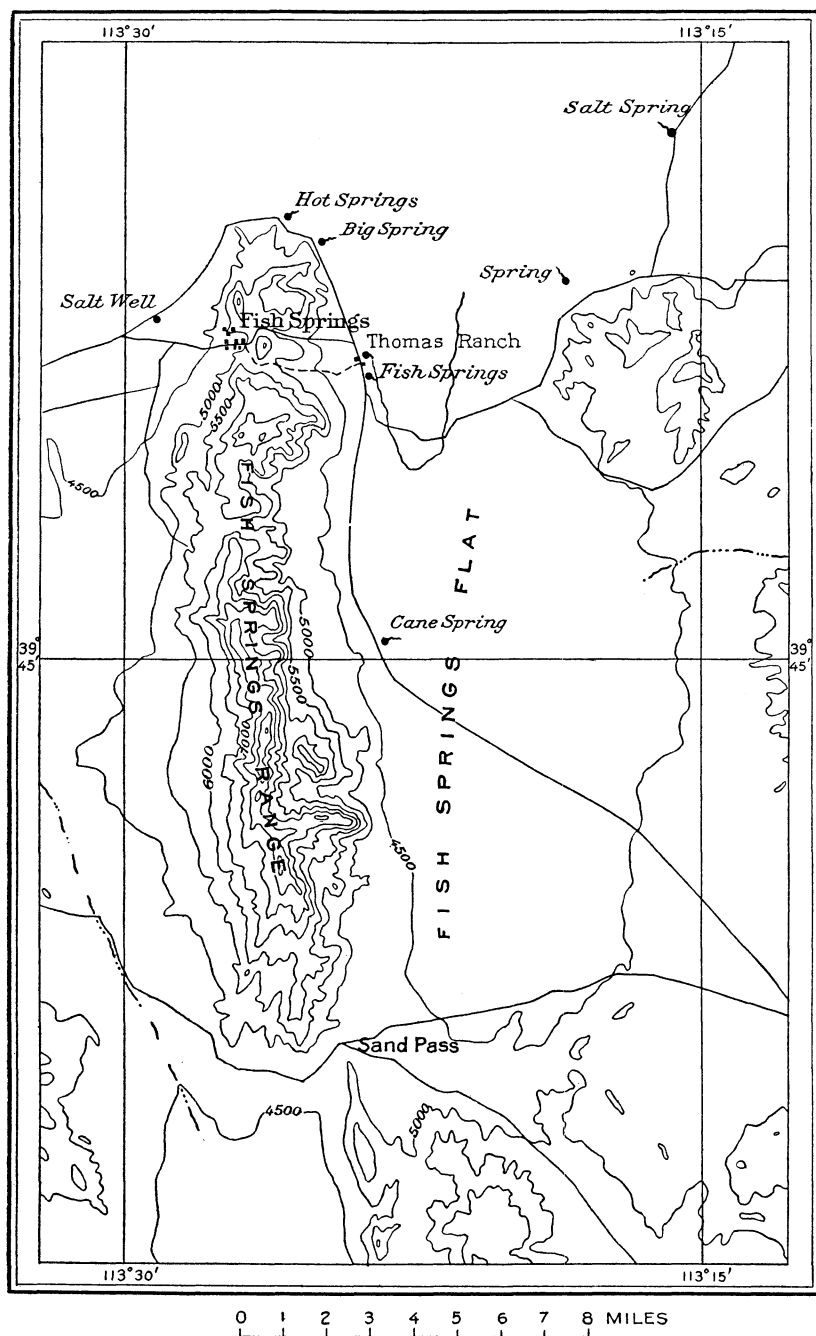 113°30' 113°15'
Salt Spring
Hot Springs
Big Spring
Spring
Salt Well
Fish Springs
Thomas Ranch
Fish Springs
5000
5500
4500
FISH SPRINGS RANGE
FISH SPRINGS FLAT
Cane Spring
39° 45' 39° 45'
5000
5500
7000
6000
4500
Sand Pass
4500
5000
113°30' 113°15'
0 1 2 3 4 5 6 7 8 MILES